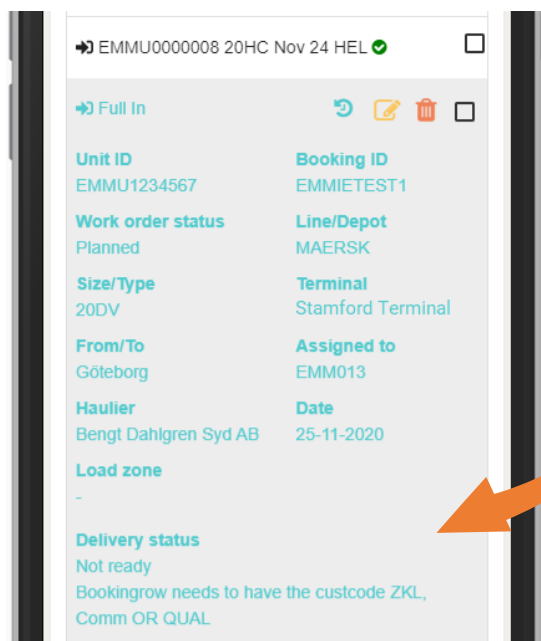 EMMU0000008 20HC Nov 24 HEL
Full In
Unit ID Booking ID
EMMU1234567 EMMIETEST1
Work order status Line/Depot
Planned MAERSK
Size/Type Terminal
20DV Stamford Terminal
From/To Assigned to
Göteborg EMM013
Haulier Date
Bengt Dahlgren Syd AB 25-11-2020
Load zone
-
Delivery status
Not ready
Bookingrow needs to have the custcode ZKL,
Comm OR QUAL